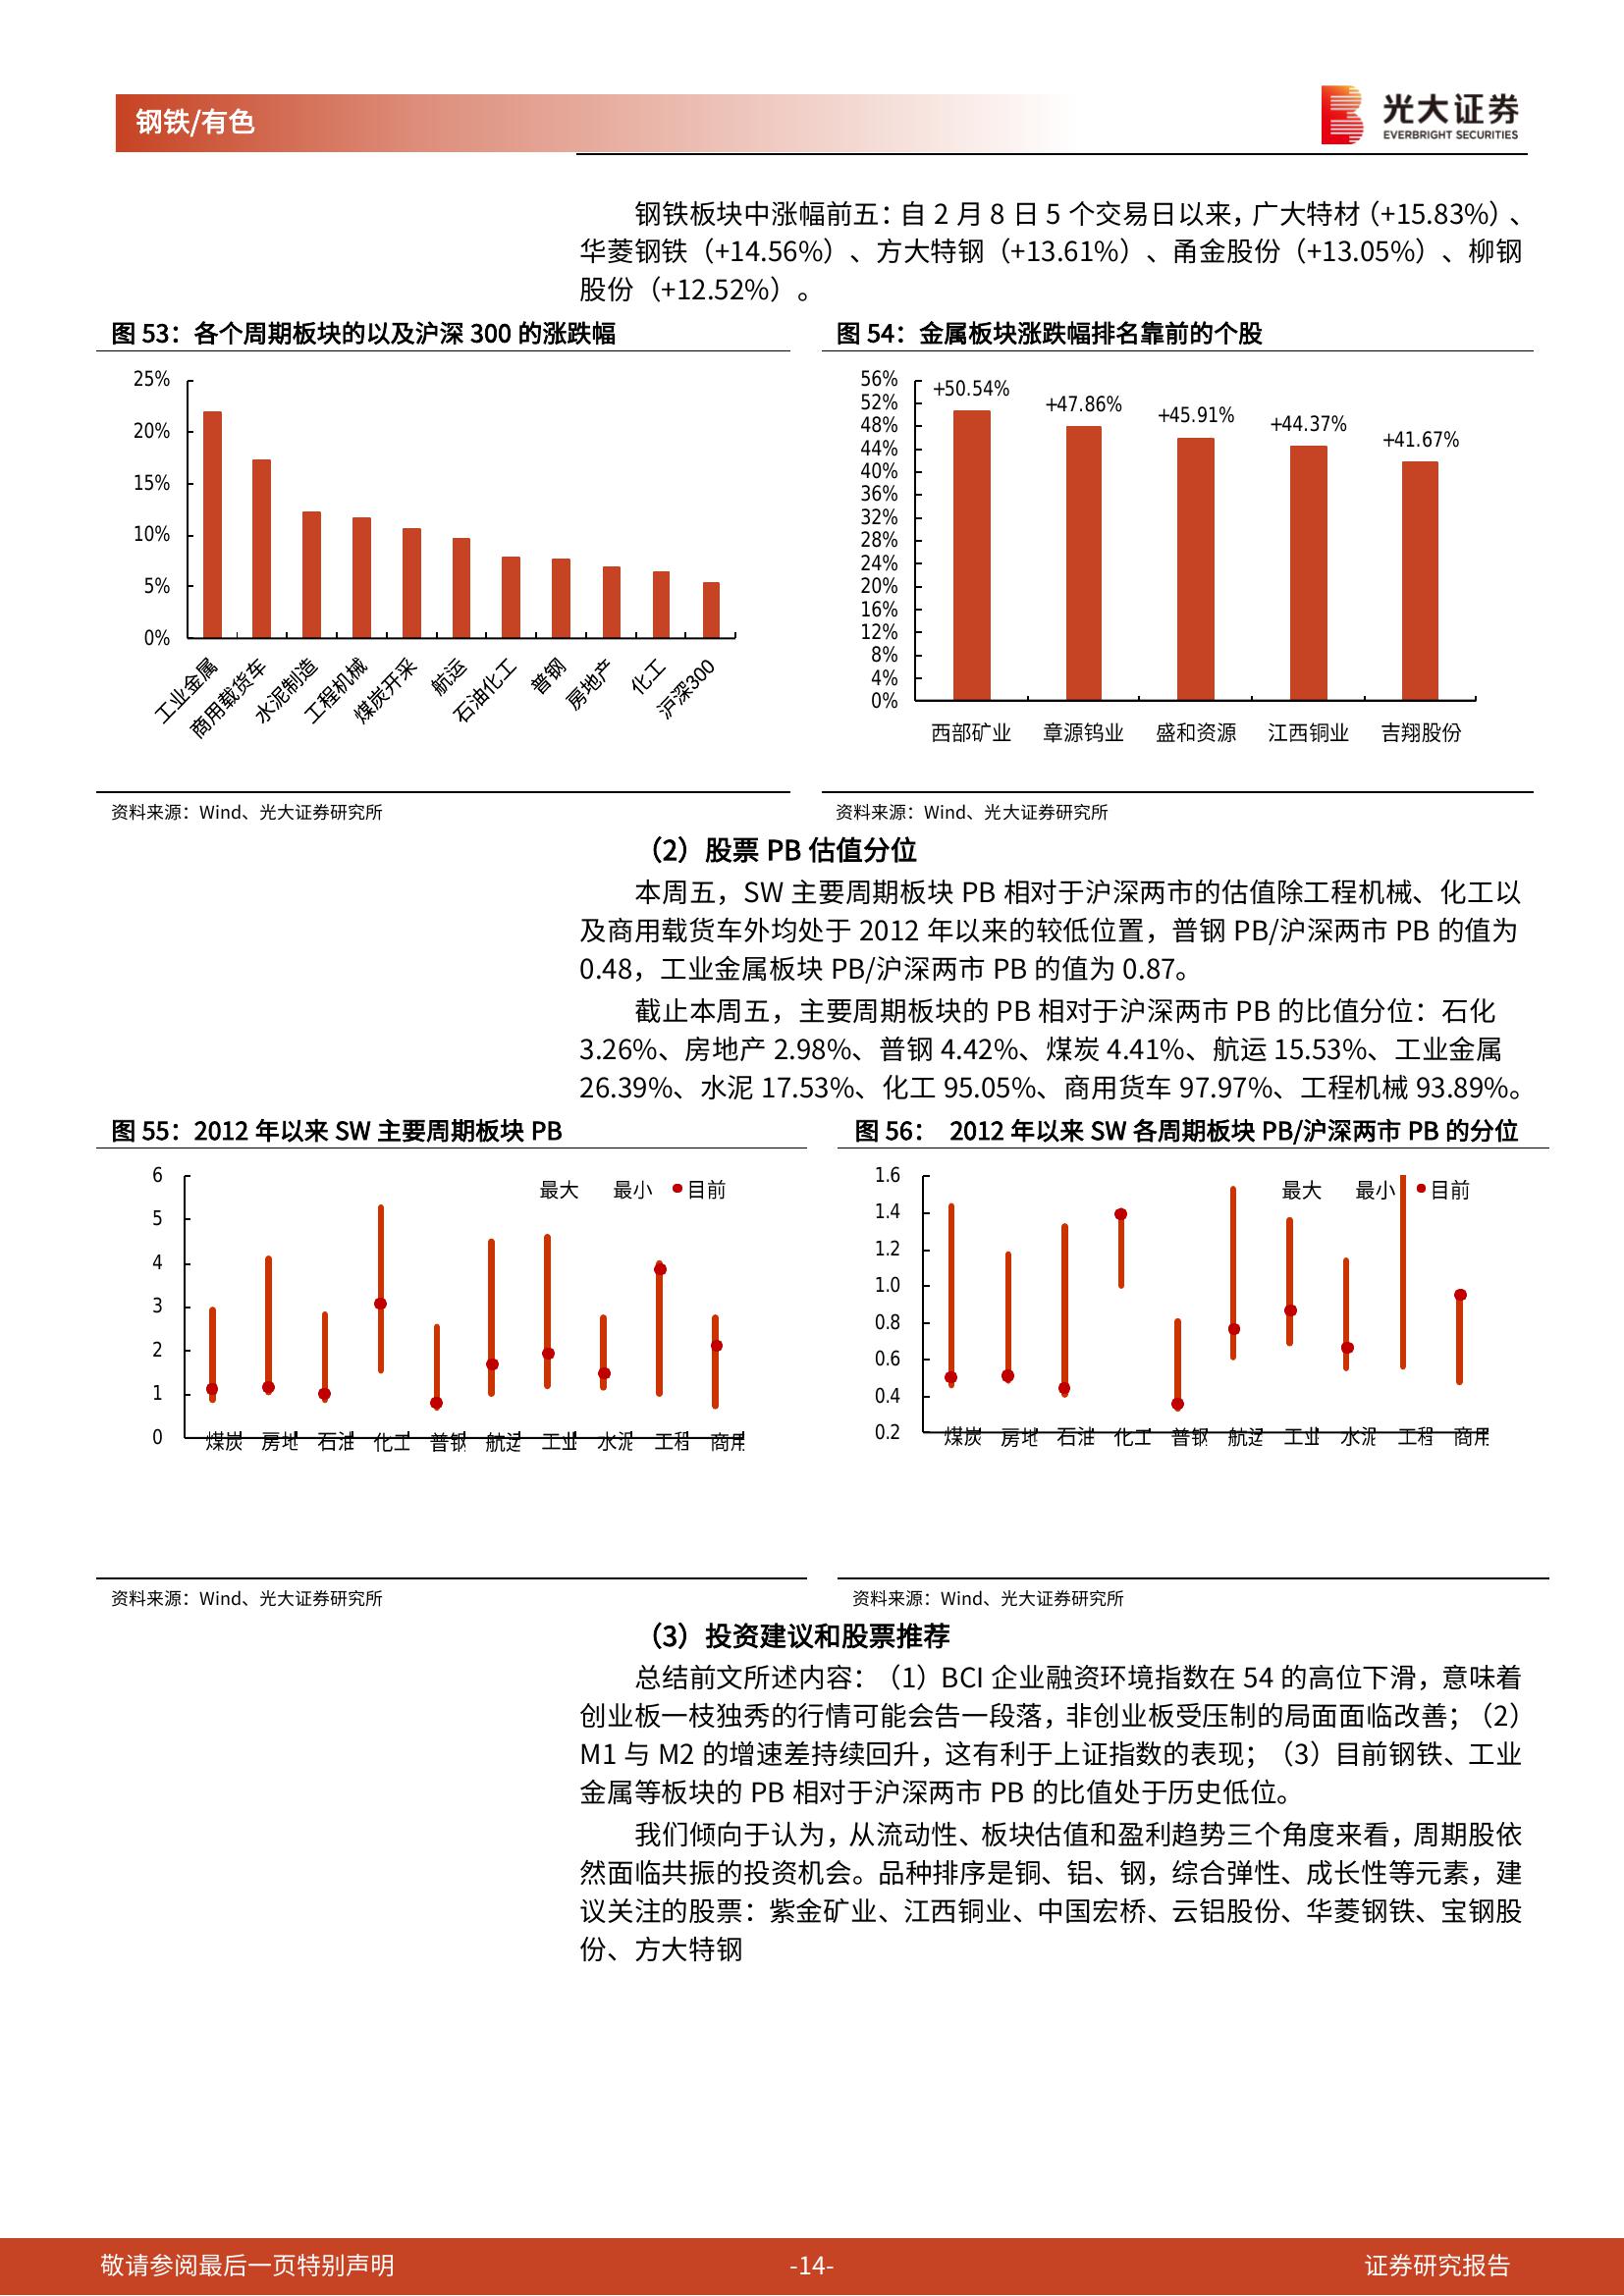 钢铁/有色
光大证券
EVERBRIGHT SECURITIES
钢铁板块中涨幅前五：自 2 月 8 日 5 个交易日以来，广大特材（+15.83%）、
华菱钢铁（+14.56%）、方大特钢（+13.61%）、甬金股份（+13.05%）、柳钢
股份（+12.52%）。
图 53：各个周期板块的以及沪深 300 的涨跌幅
25%
20%
15%
10%
5%
0%
工业金属
商用载货车
水泥制造
工程机械
煤炭开采
航运
石油化工
普钢
房地产
化工
沪深300
资料来源：Wind、光大证券研究所
图 54：金属板块涨跌幅排名靠前的个股
56%
52%
48%
44%
40%
36%
32%
28%
24%
20%
16%
12%
8%
4%
0%
+50.54%
+47.86%
+45.91%
+44.37%
+41.67%
西部矿业 章源钨业 盛和资源 江西铜业 吉翔股份
资料来源：Wind、光大证券研究所
（2）股票 PB 估值分位
本周五，SW 主要周期板块 PB 相对于沪深两市的估值除工程机械、化工以
及商用载货车外均处于 2012 年以来的较低位置，普钢 PB/沪深两市 PB 的值为
0.48，工业金属板块 PB/沪深两市 PB 的值为 0.87。
截止本周五，主要周期板块的 PB 相对于沪深两市 PB 的比值分位：石化
3.26%、房地产 2.98%、普钢 4.42%、煤炭 4.41%、航运 15.53%、工业金属
26.39%、水泥 17.53%、化工 95.05%、商用货车 97.97%、工程机械 93.89%。
图 55：2012 年以来 SW 主要周期板块 PB
最大 最小 目前
6
5
4
3
2
1
0
煤炭 房地 石油 化工 普钢 航运 工业 水泥 工程 商用
资料来源：Wind、光大证券研究所
图 56： 2012 年以来 SW 各周期板块 PB/沪深两市 PB 的分位
最大 最小 目前
1.6
1.4
1.2
1.0
0.8
0.6
0.4
0.2
煤炭 房地 石油 化工 普钢 航运 工业 水泥 工程 商用
资料来源：Wind、光大证券研究所
（3）投资建议和股票推荐
总结前文所述内容：（1）BCI 企业融资环境指数在 54 的高位下滑，意味着
创业板一枝独秀的行情可能会告一段落，非创业板受压制的局面面临改善；（2）
M1 与 M2 的增速差持续回升，这有利于上证指数的表现；（3）目前钢铁、工业
金属等板块的 PB 相对于沪深两市 PB 的比值处于历史低位。
我们倾向于认为，从流动性、板块估值和盈利趋势三个角度来看，周期股依
然面临共振的投资机会。品种排序是铜、铝、钢，综合弹性、成长性等元素，建
议关注的股票：紫金矿业、江西铜业、中国宏桥、云铝股份、华菱钢铁、宝钢股
份、方大特钢
敬请参阅最后一页特别声明
-14-
证券研究报告